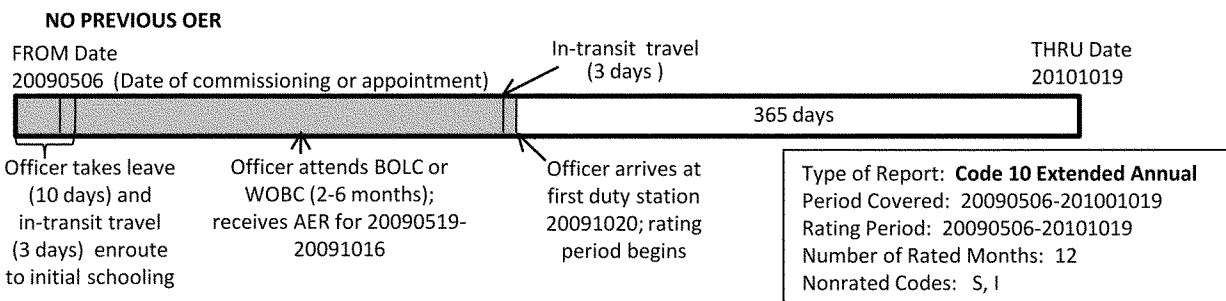 NO PREVIOUS OER
FROM Date
20090506 (Date of commissioning or appointment)
In-transit travel
(3 days )
THRU Date
20101019
365 days
Officer takes leave
(10 days) and
in-transit travel
(3 days) enroute
to initial schooling
Officer attends BOLC or
WOBC (2-6 months);
receives AER for 20090519-
20091016
Officer arrives at
first duty station
20091020; rating
period begins
Type of Report: Code 10 Extended Annual
Period Covered: 20090506-201001019
Rating Period: 20090506-20101019
Number of Rated Months: 12
Nonrated Codes: S, I